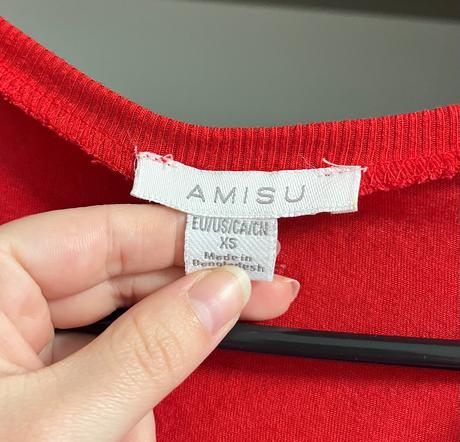 AMISU
EU/US/CA/CN
XS
Made in
Bangladesh